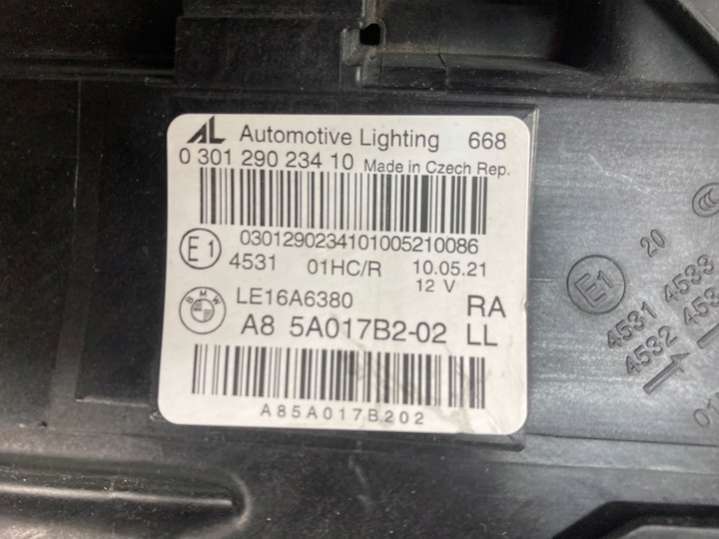 AL Automotive Lighting 668
0 301 290 234 10 Made in Czech Rep.
0301290234101005210086
E1 4531 01HC/R 10.05.21
12 V
BMW LE16A6380 RA
A8 5A017B2-02 LL
A85A017B202
E1 20
4531 4533
4532